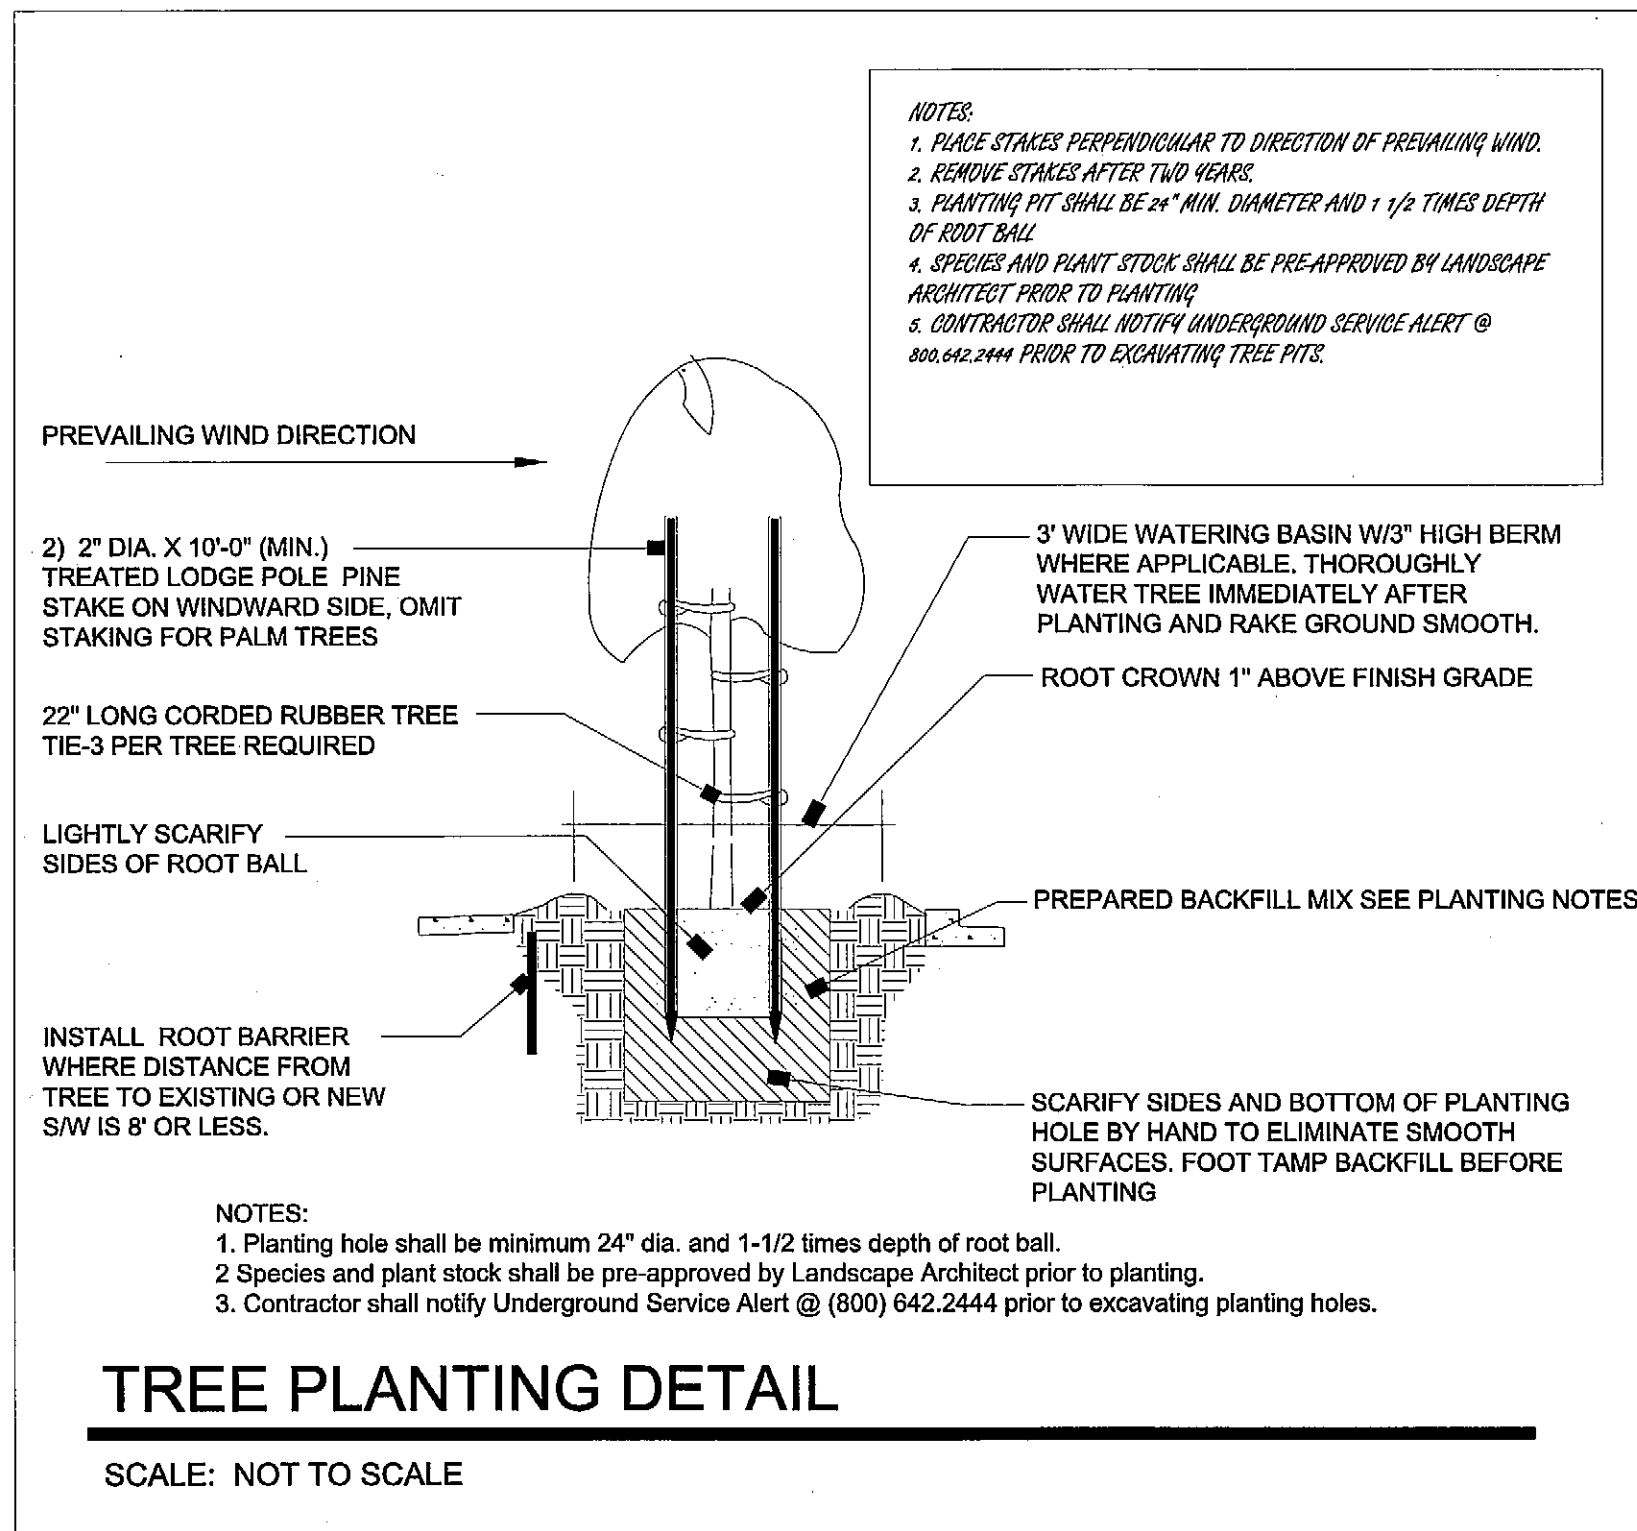 NOTES:
1. PLACE STAKES PERPENDICULAR TO DIRECTION OF PREVAILING WIND.
2. REMOVE STAKES AFTER TWO YEARS.
3. PLANTING PIT SHALL BE 24" MIN. DIAMETER AND 1 1/2 TIMES DEPTH
OF ROOT BALL
4. SPECIES AND PLANT STOCK SHALL BE PRE-APPROVED BY LANDSCAPE
ARCHITECT PRIOR TO PLANTING
5. CONTRACTOR SHALL NOTIFY UNDERGROUND SERVICE ALERT @
800.642.2444 PRIOR TO EXCAVATING TREE PITS.
PREVAILING WIND DIRECTION
2) 2" DIA. X 10'-0" (MIN.)
TREATED LODGE POLE PINE
STAKE ON WINDWARD SIDE, OMIT
STAKING FOR PALM TREES
22" LONG CORDED RUBBER TREE
TIE-3 PER TREE REQUIRED
LIGHTLY SCARIFY
SIDES OF ROOT BALL
INSTALL ROOT BARRIER
WHERE DISTANCE FROM
TREE TO EXISTING OR NEW
S/W IS 8' OR LESS.
3' WIDE WATERING BASIN W/3" HIGH BERM
WHERE APPLICABLE. THOROUGHLY
WATER TREE IMMEDIATELY AFTER
PLANTING AND RAKE GROUND SMOOTH.
ROOT CROWN 1" ABOVE FINISH GRADE
PREPARED BACKFILL MIX SEE PLANTING NOTES
SCARIFY SIDES AND BOTTOM OF PLANTING
HOLE BY HAND TO ELIMINATE SMOOTH
SURFACES. FOOT TAMP BACKFILL BEFORE
PLANTING
NOTES:
1. Planting hole shall be minimum 24" dia. and 1-1/2 times depth of root ball.
2 Species and plant stock shall be pre-approved by Landscape Architect prior to planting.
3. Contractor shall notify Underground Service Alert @ (800) 642.2444 prior to excavating planting holes.
TREE PLANTING DETAIL
SCALE: NOT TO SCALE